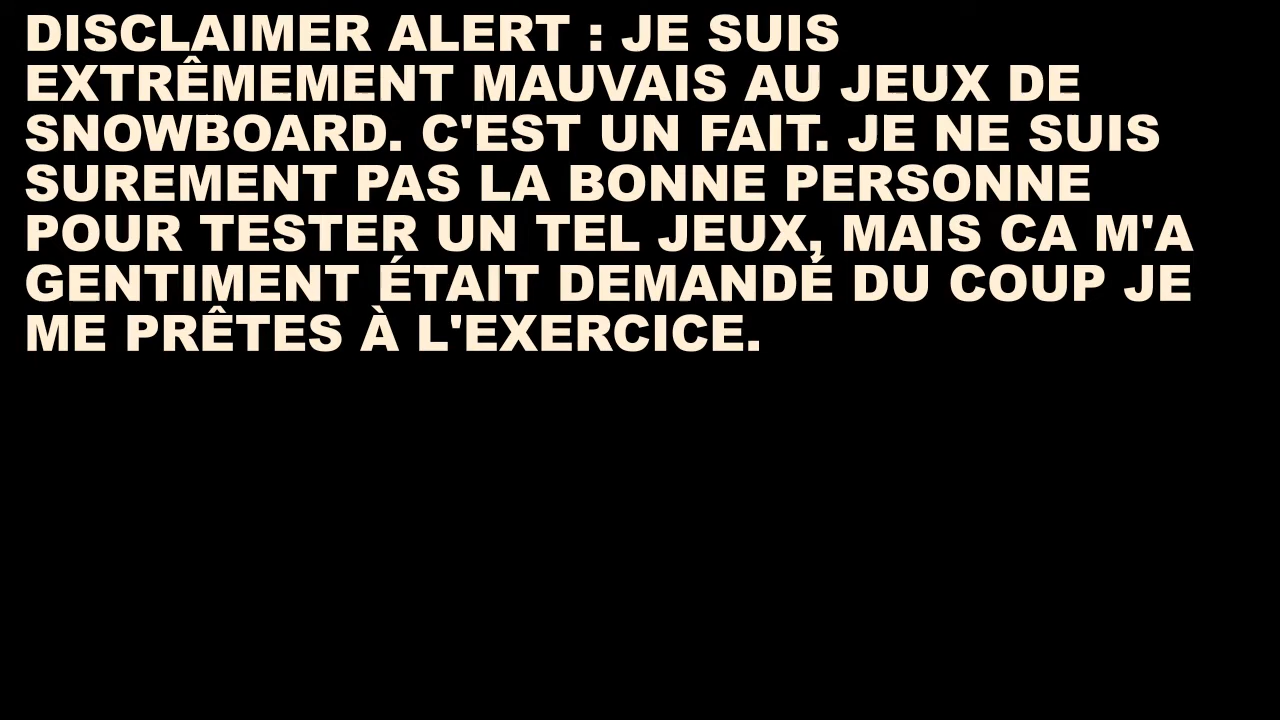 DISCLAIMER ALERT : JE SUIS
EXTRÊMEMENT MAUVAIS AU JEUX DE
SNOWBOARD. C'EST UN FAIT. JE NE SUIS
SUREMENT PAS LA BONNE PERSONNE
POUR TESTER UN TEL JEUX, MAIS CA M'A
GENTIMENT ÉTAIT DEMANDÉ DU COUP JE
ME PRÊTES À L'EXERCICE.